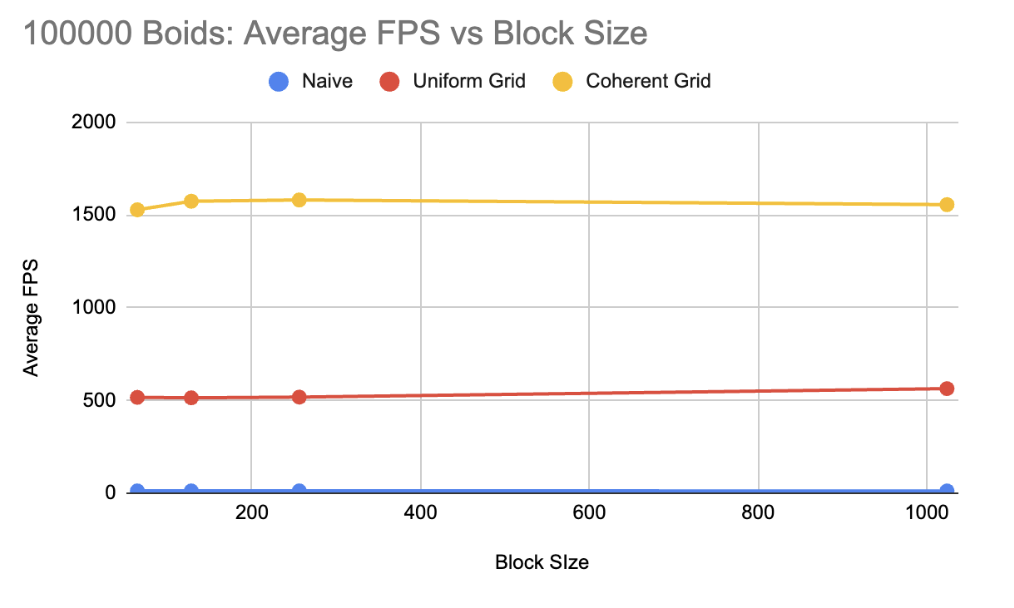 100000 Boids: Average FPS vs Block Size
Naive Uniform Grid Coherent Grid
2000
1500
1000
500
0
Average FPS
200 400 600 800 1000
Block SIze